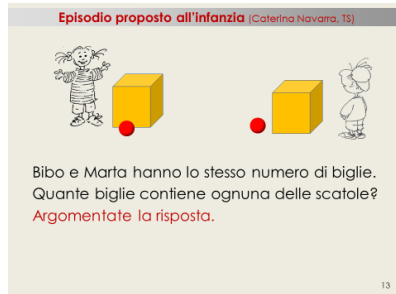 Episodio proposto all'infanzia (Caterina Navarra, TS)
Bibo e Marta hanno lo stesso numero di biglie.
Quante biglie contiene ognuna delle scatole?
Argomentate la risposta.
13